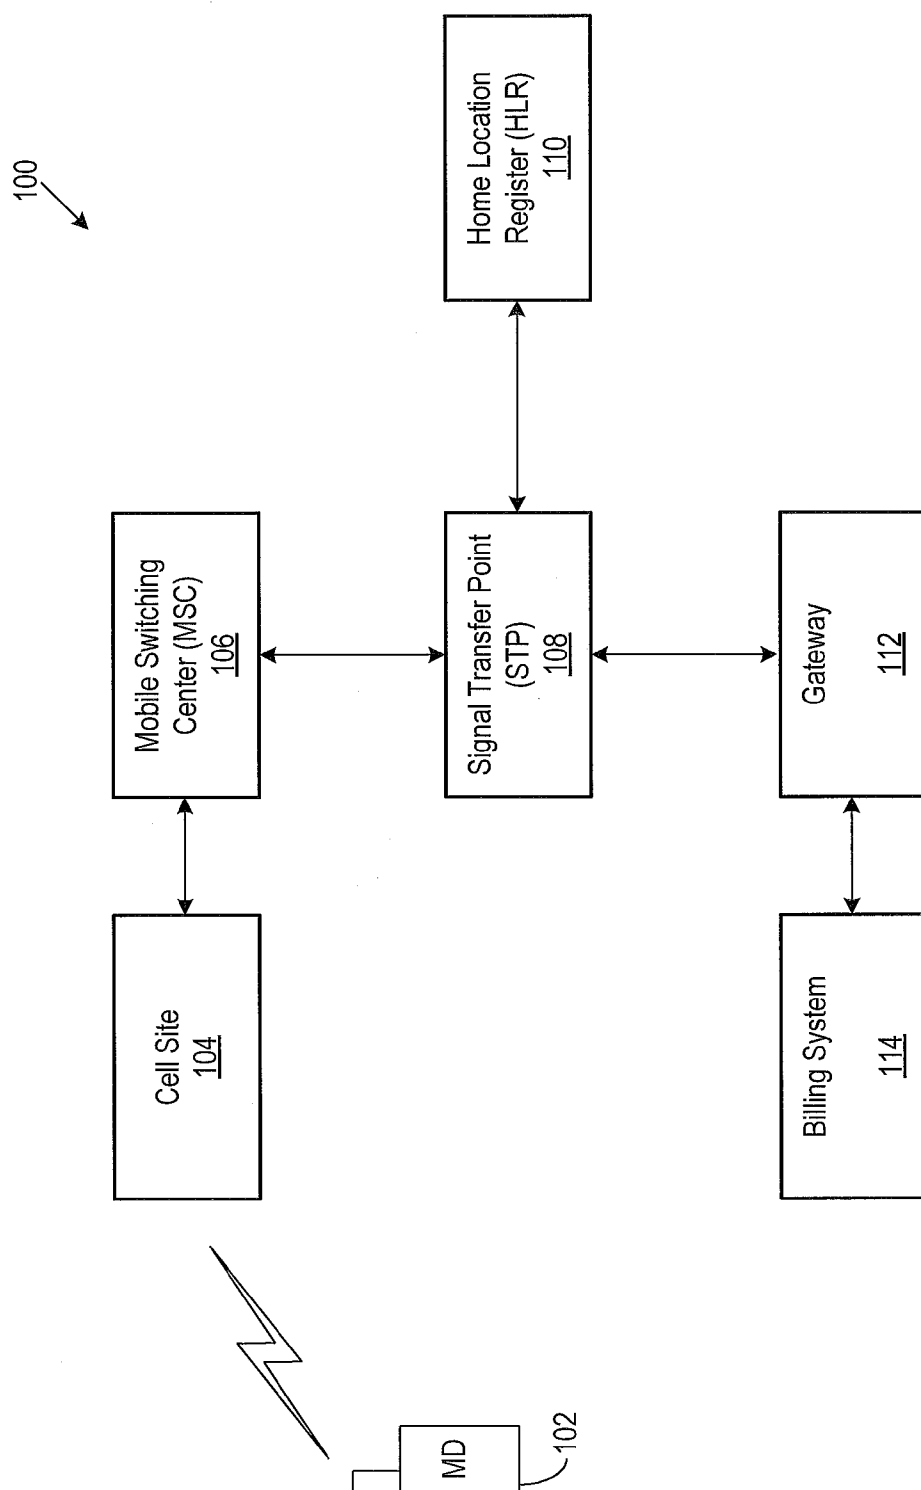 100
Cell Site
104
Mobile Switching
Center (MSC)
106
MD
102
Signal Transfer Point
(STP)
108
Home Location
Register (HLR)
110
Billing System
114
Gateway
112